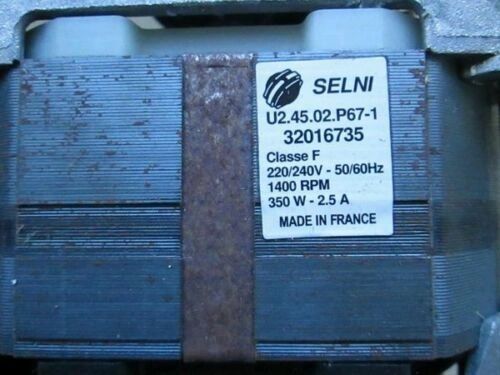 SELNI
U2.45.02.P67-1
32016735
Classe F
220/240V - 50/60Hz
1400 RPM
350 W - 2.5 A
MADE IN FRANCE